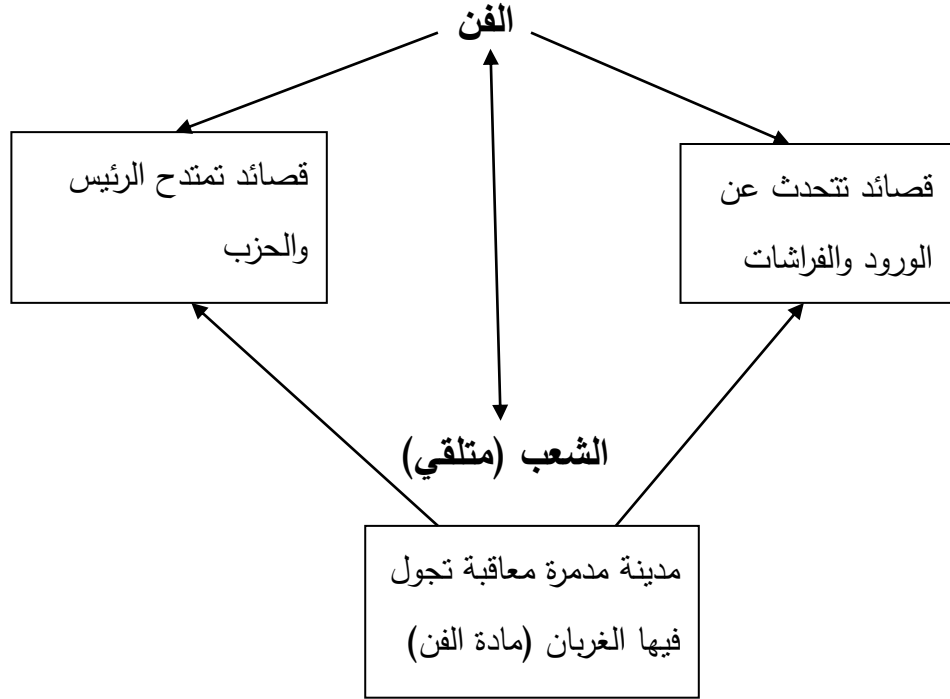 الفن
قصائد تمتدح الرئيس
والحزب
قصائد تتحدث عن
الورود والفراشات
الشعب (متلقي)
مدينة مدمرة معاقبة تجول
فيها الغربان (مادة الفن)